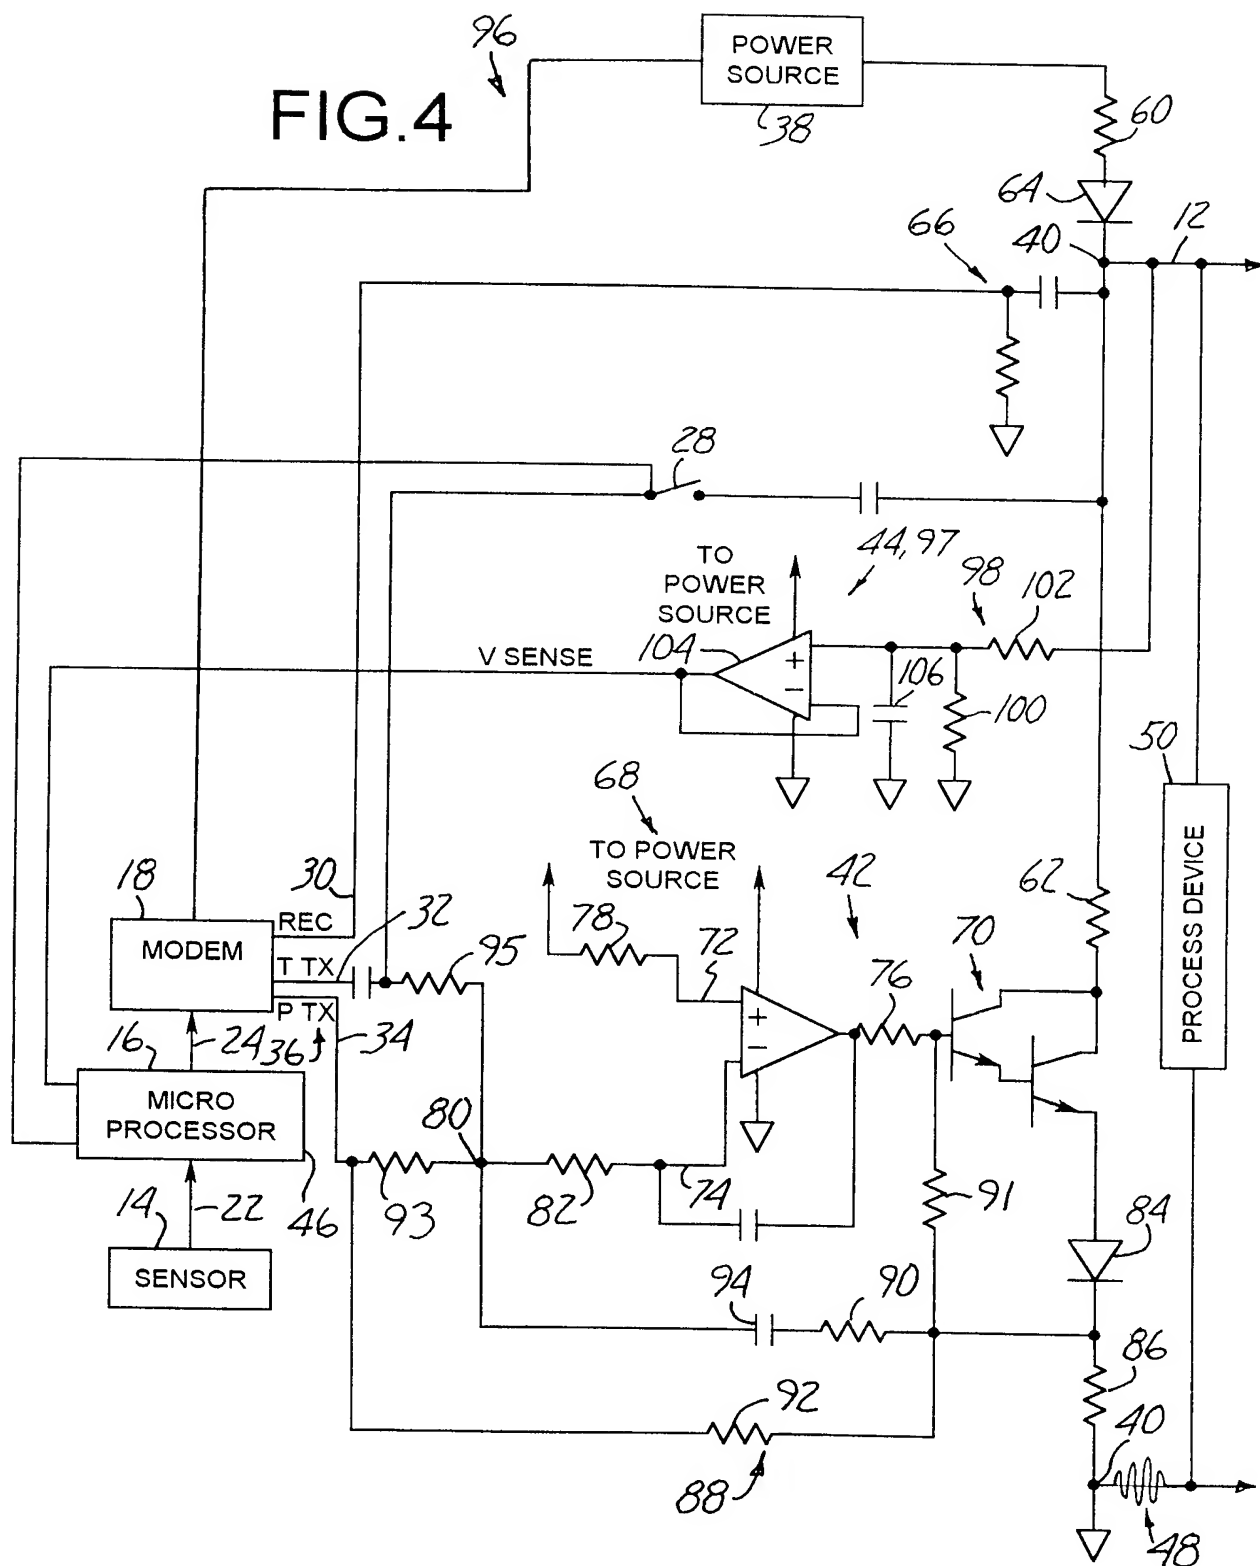 96
POWER
SOURCE
38
FIG.4
60
64
66
40
12
28
44,97
TO
POWER
SOURCE
98
102
104
V SENSE
+
−
106
100
50
68
TO POWER
SOURCE
18
30
32
78
42
62
PROCESS DEVICE
REC
MODEM
95
72
70
T TX
76
P TX
+
−
16
24
36
34
MICRO
PROCESSOR
80
14
22
46
93
82
74
91
84
SENSOR
94
90
86
92
40
88
48